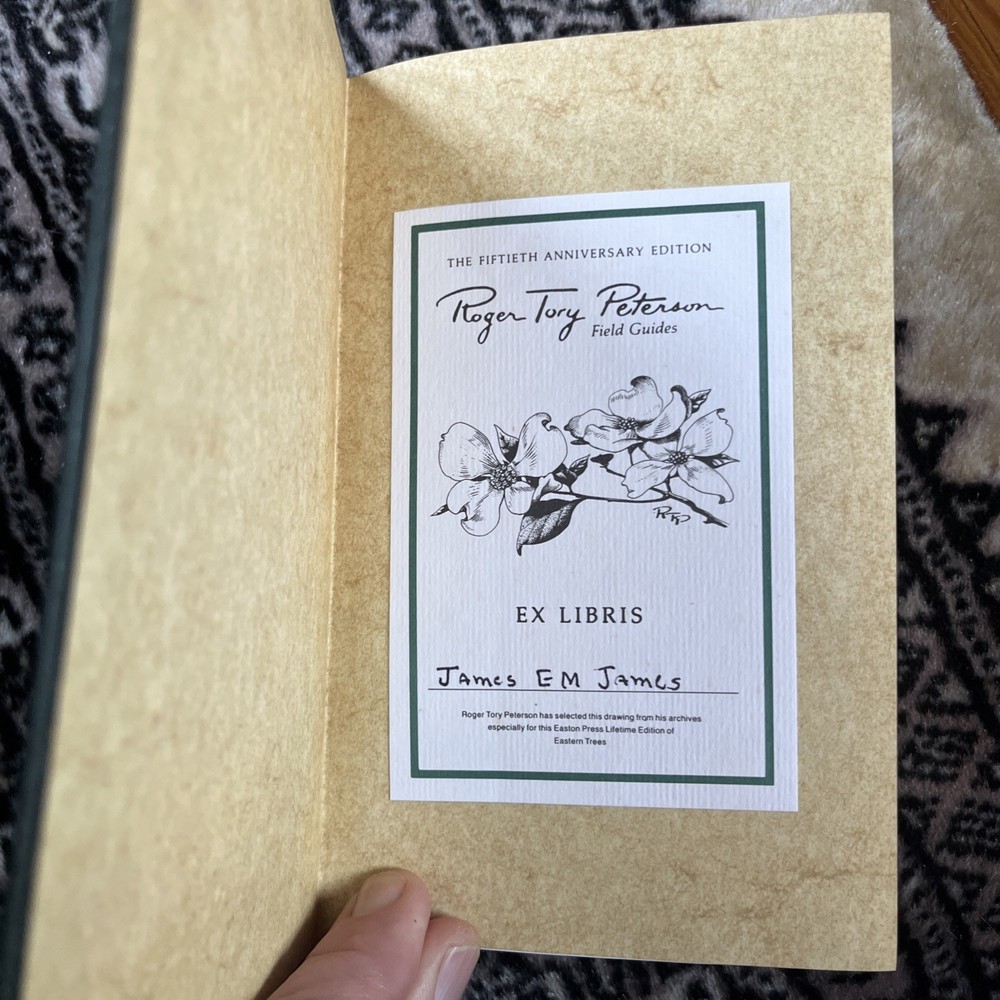 THE FIFTIETH ANNIVERSARY EDITION
Roger Tory Peterson
Field Guides
RTP
EX LIBRIS
James EM James
Roger Tory Peterson has selected this drawing from his archives
especially for this Easton Press Lifetime Edition of
Eastern Trees